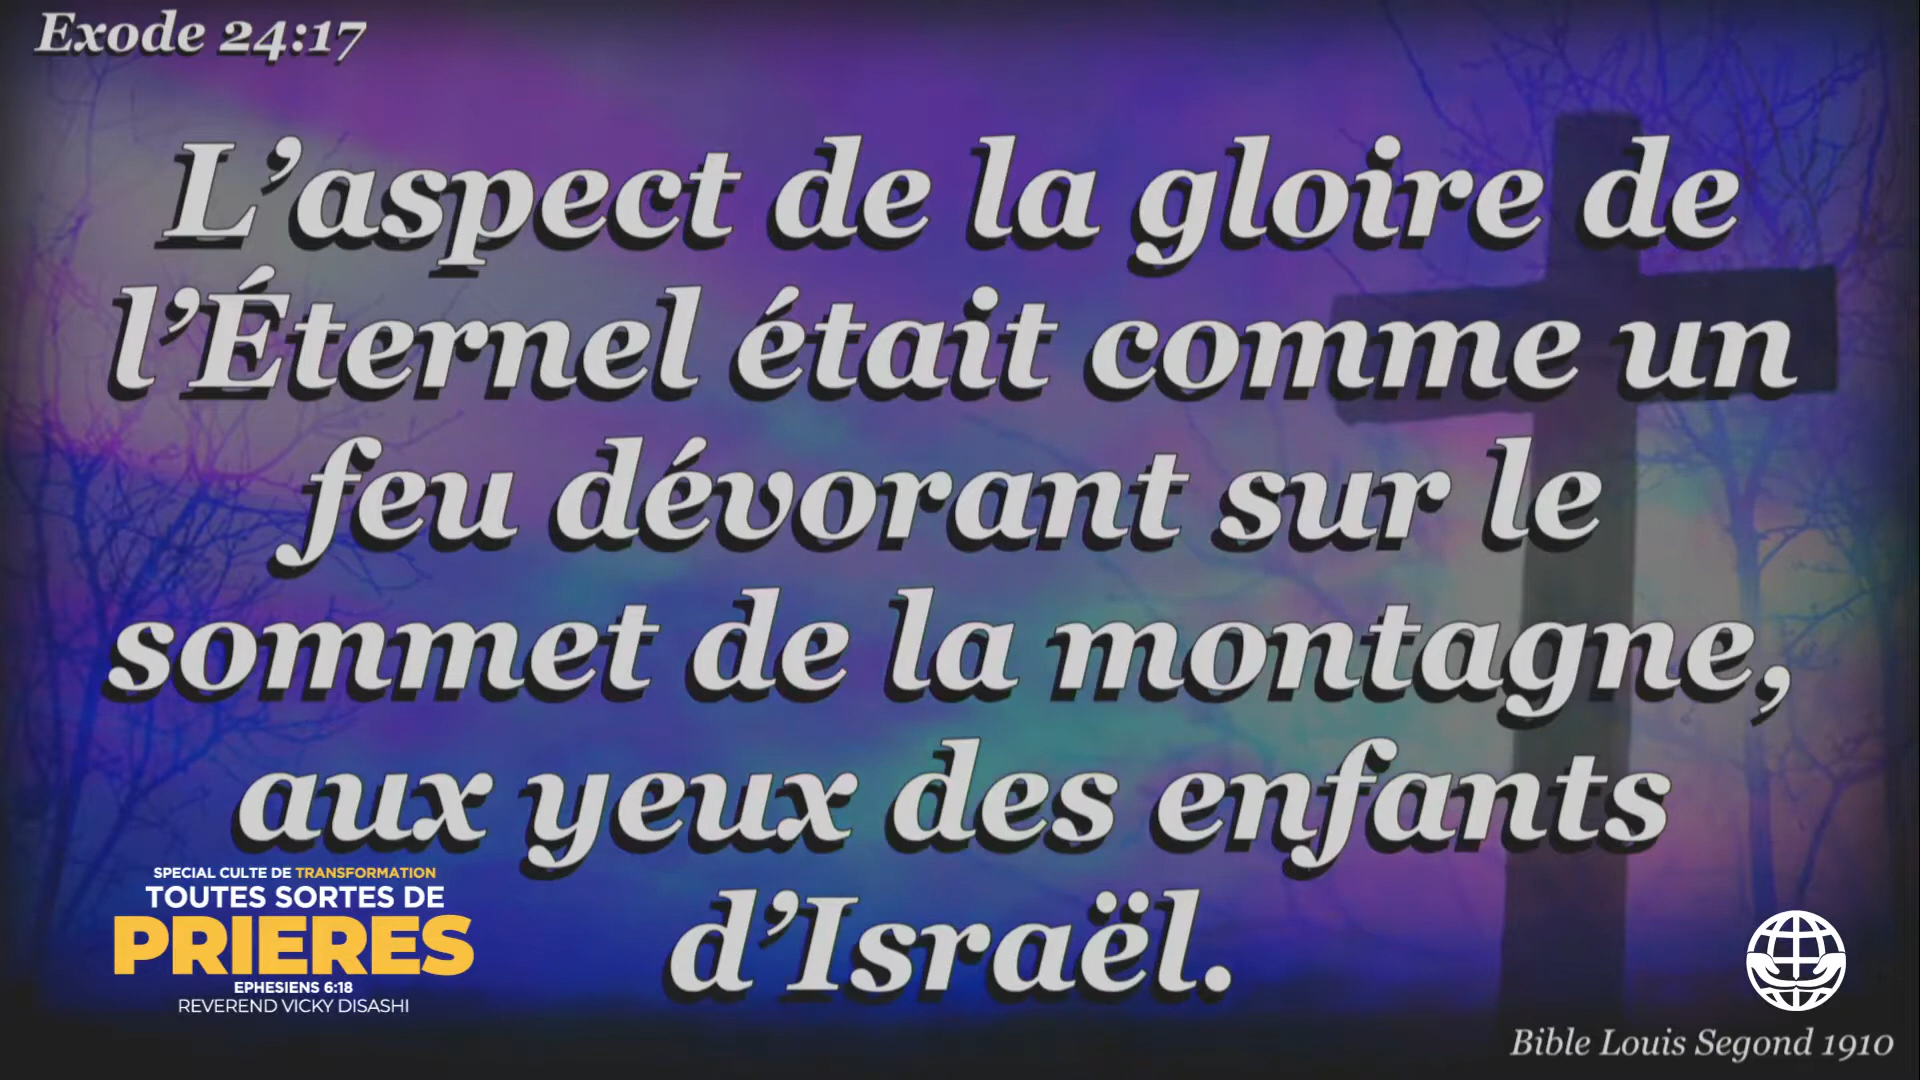 Exode 24:17
L’aspect de la gloire de
l’Éternel était comme un
feu dévorant sur le
sommet de la montagne,
aux yeux des enfants
d’Israël.
SPECIAL CULTE DE TRANSFORMATION
TOUTES SORTES DE
PRIERES
EPHESIENS 6:18
REVEREND VICKY DISASHI
Bible Louis Segond 1910